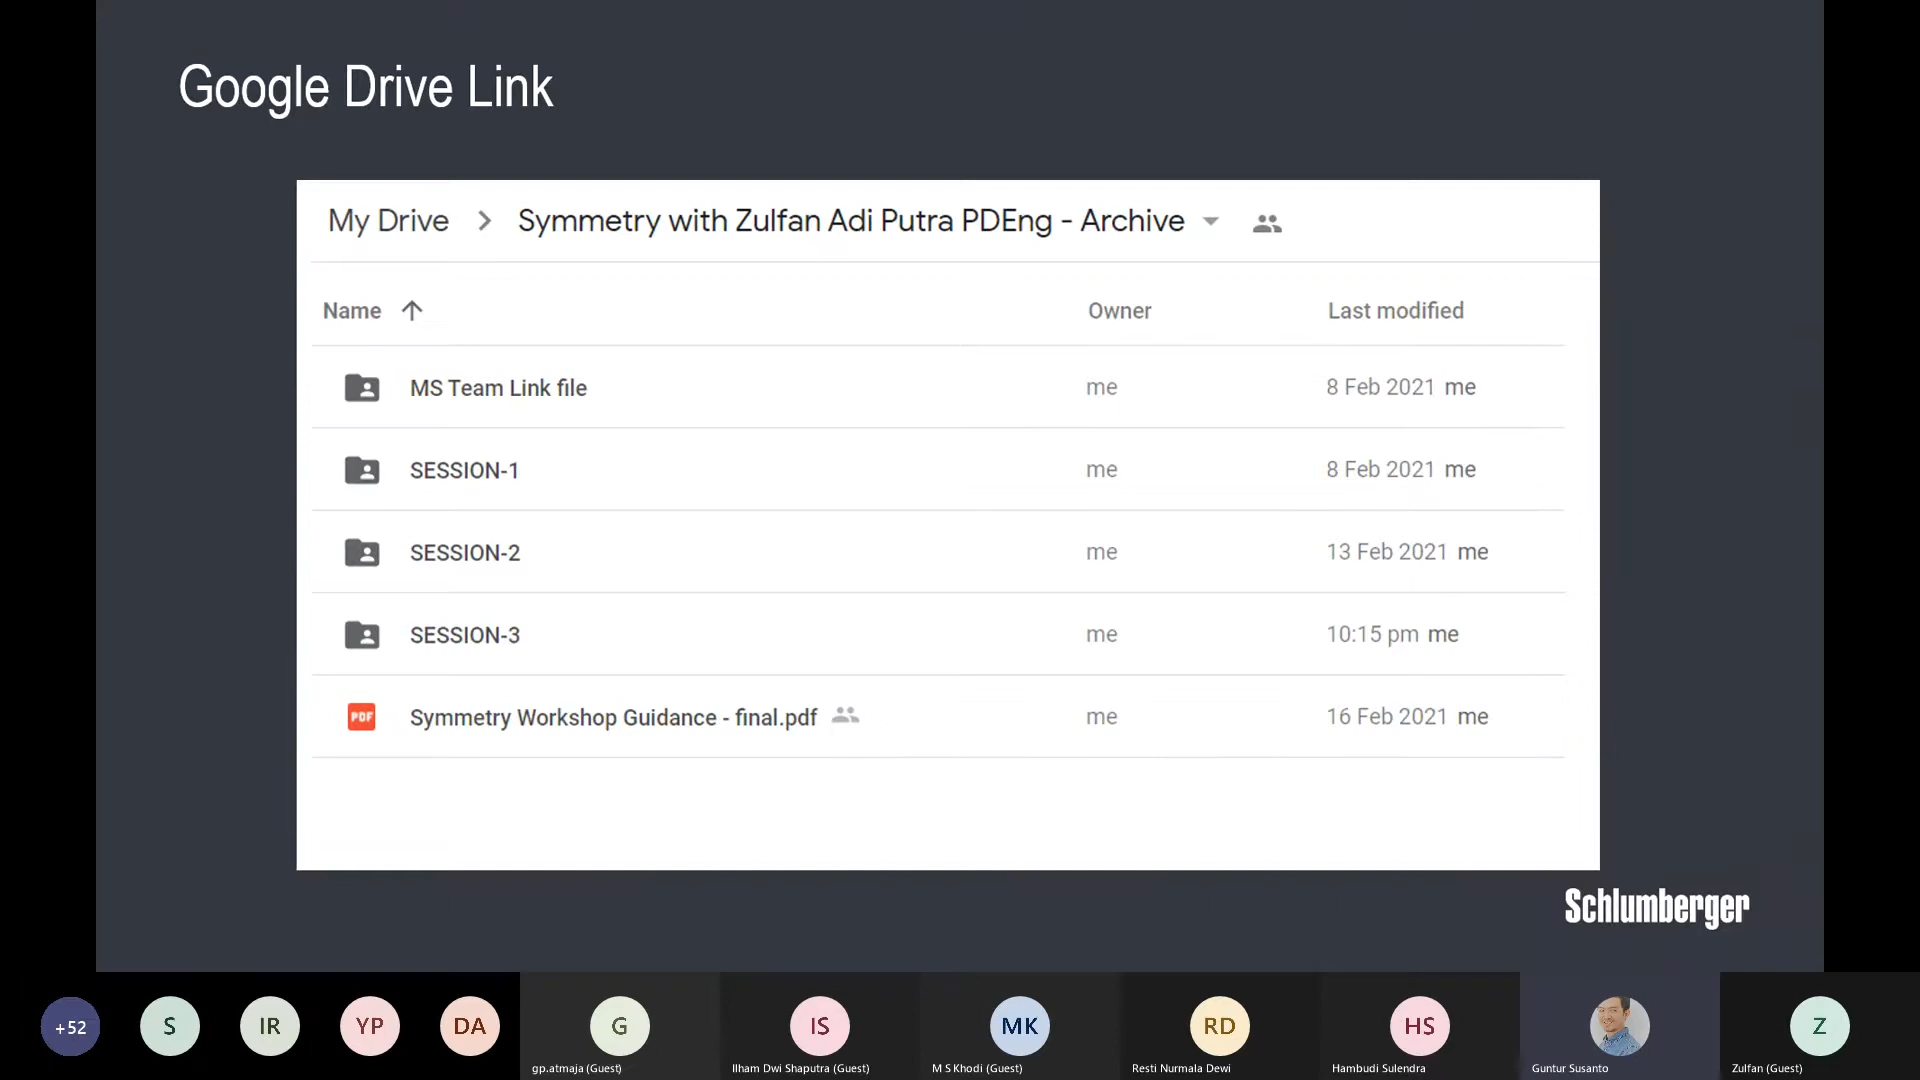 Google Drive Link
My Drive > Symmetry with Zulfan Adi Putra PDEng - Archive
Name Owner Last modified
MS Team Link file me 8 Feb 2021 me
SESSION-1 me 8 Feb 2021 me
SESSION-2 me 13 Feb 2021 me
SESSION-3 me 10:15 pm me
PDF Symmetry Workshop Guidance - final.pdf me 16 Feb 2021 me
Schlumberger
+52 S IR YP DA G IS MK RD HS Z
gp.atmaja (Guest) Ilham Dwi Shaputra (Guest) M S Khodi (Guest) Resti Nurmala Dewi Hambudi Sulendra Guntur Susanto Zulfan (Guest)